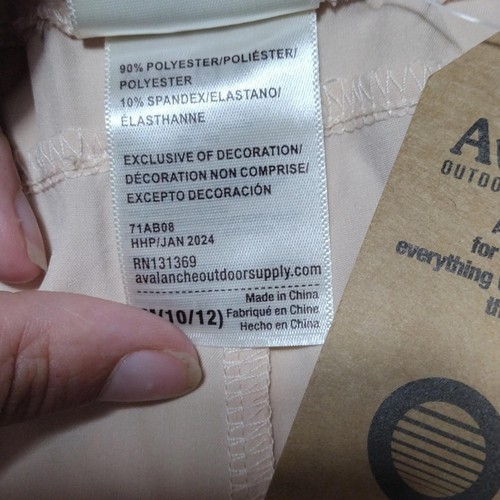 90% POLYESTER/POLIÉSTER/
POLYESTER
10% SPANDEX/ELASTANO/
ÉLASTHANNE
EXCLUSIVE OF DECORATION/
DÉCORATION NON COMPRISE/
EXCEPTO DECORACIÓN
71AB08
HHP/JAN 2024
RN131369
avalancheoutdoorsupply.com
Made in China
/10/12) Fabriqué en Chine
Hecho en China
for
everything